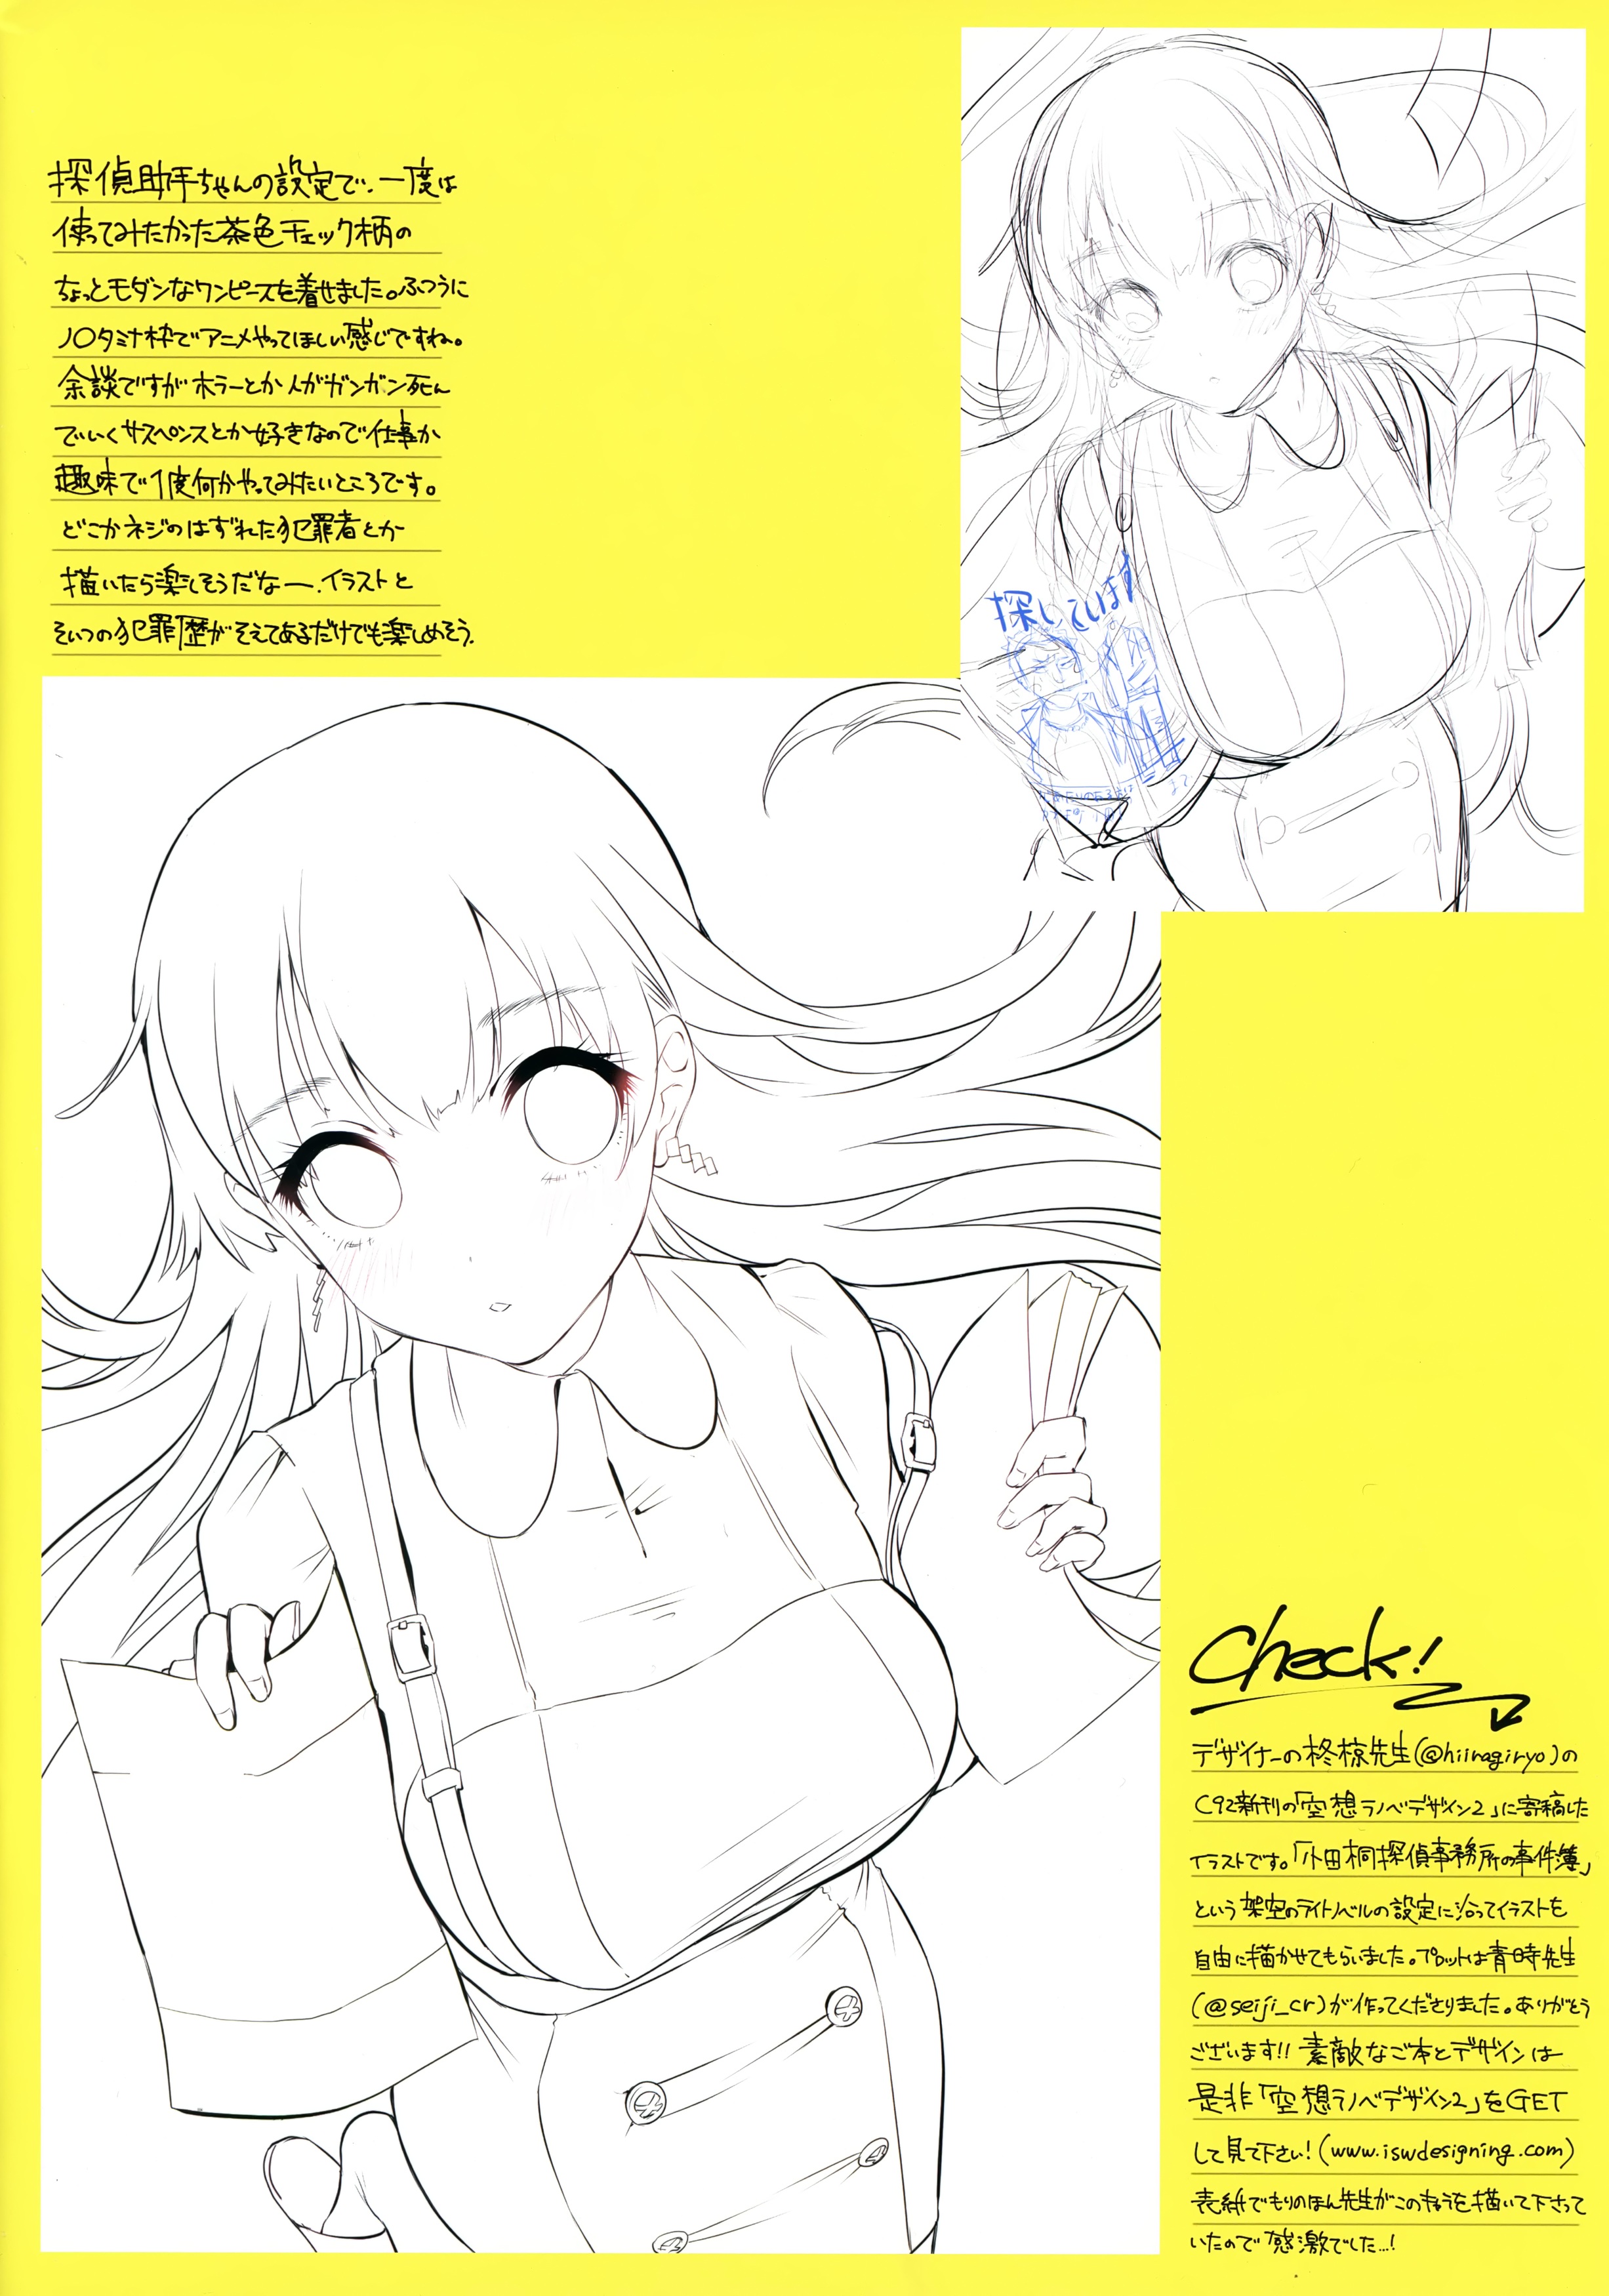 探偵助手ちゃんの設定で、一度は
使ってみたかった茶色チェック柄の
ちょっとモダンなワンピースを着せました。ふつうに
ノイタミナ枠でアニメやってほしい感じですね。
余談ですがホラーとか人がガンガン死ん
でいくサスペンスとか好きなので仕事か
趣味で1度何かやってみたいところです。
どこかネジのはずれた犯罪者とか
描いたら楽しそうだなー、イラストと
そいつの犯罪歴がそえてあるだけでも楽しめそう。
探しています
Check!
デザイナーの柊椋先生(@hiiragiryo)の
C92新刊の「空想ラノベデザイン2」に寄稿した
イラストです。「小田桐探偵事務所の事件簿」
という架空のライトノベルの設定に沿ってイラストを
自由に描かせてもらいました。プロットは青時先生
(@seiji_cr)が作ってくださりました。ありがとう
ございます!! 素敵なご本とデザインは
是非「空想ラノベデザイン2」をGET
して見て下さい!(www.iswdesigning.com)
表紙でもりのほん先生がこのキャラを描いて下さって
いたので感激でした...!